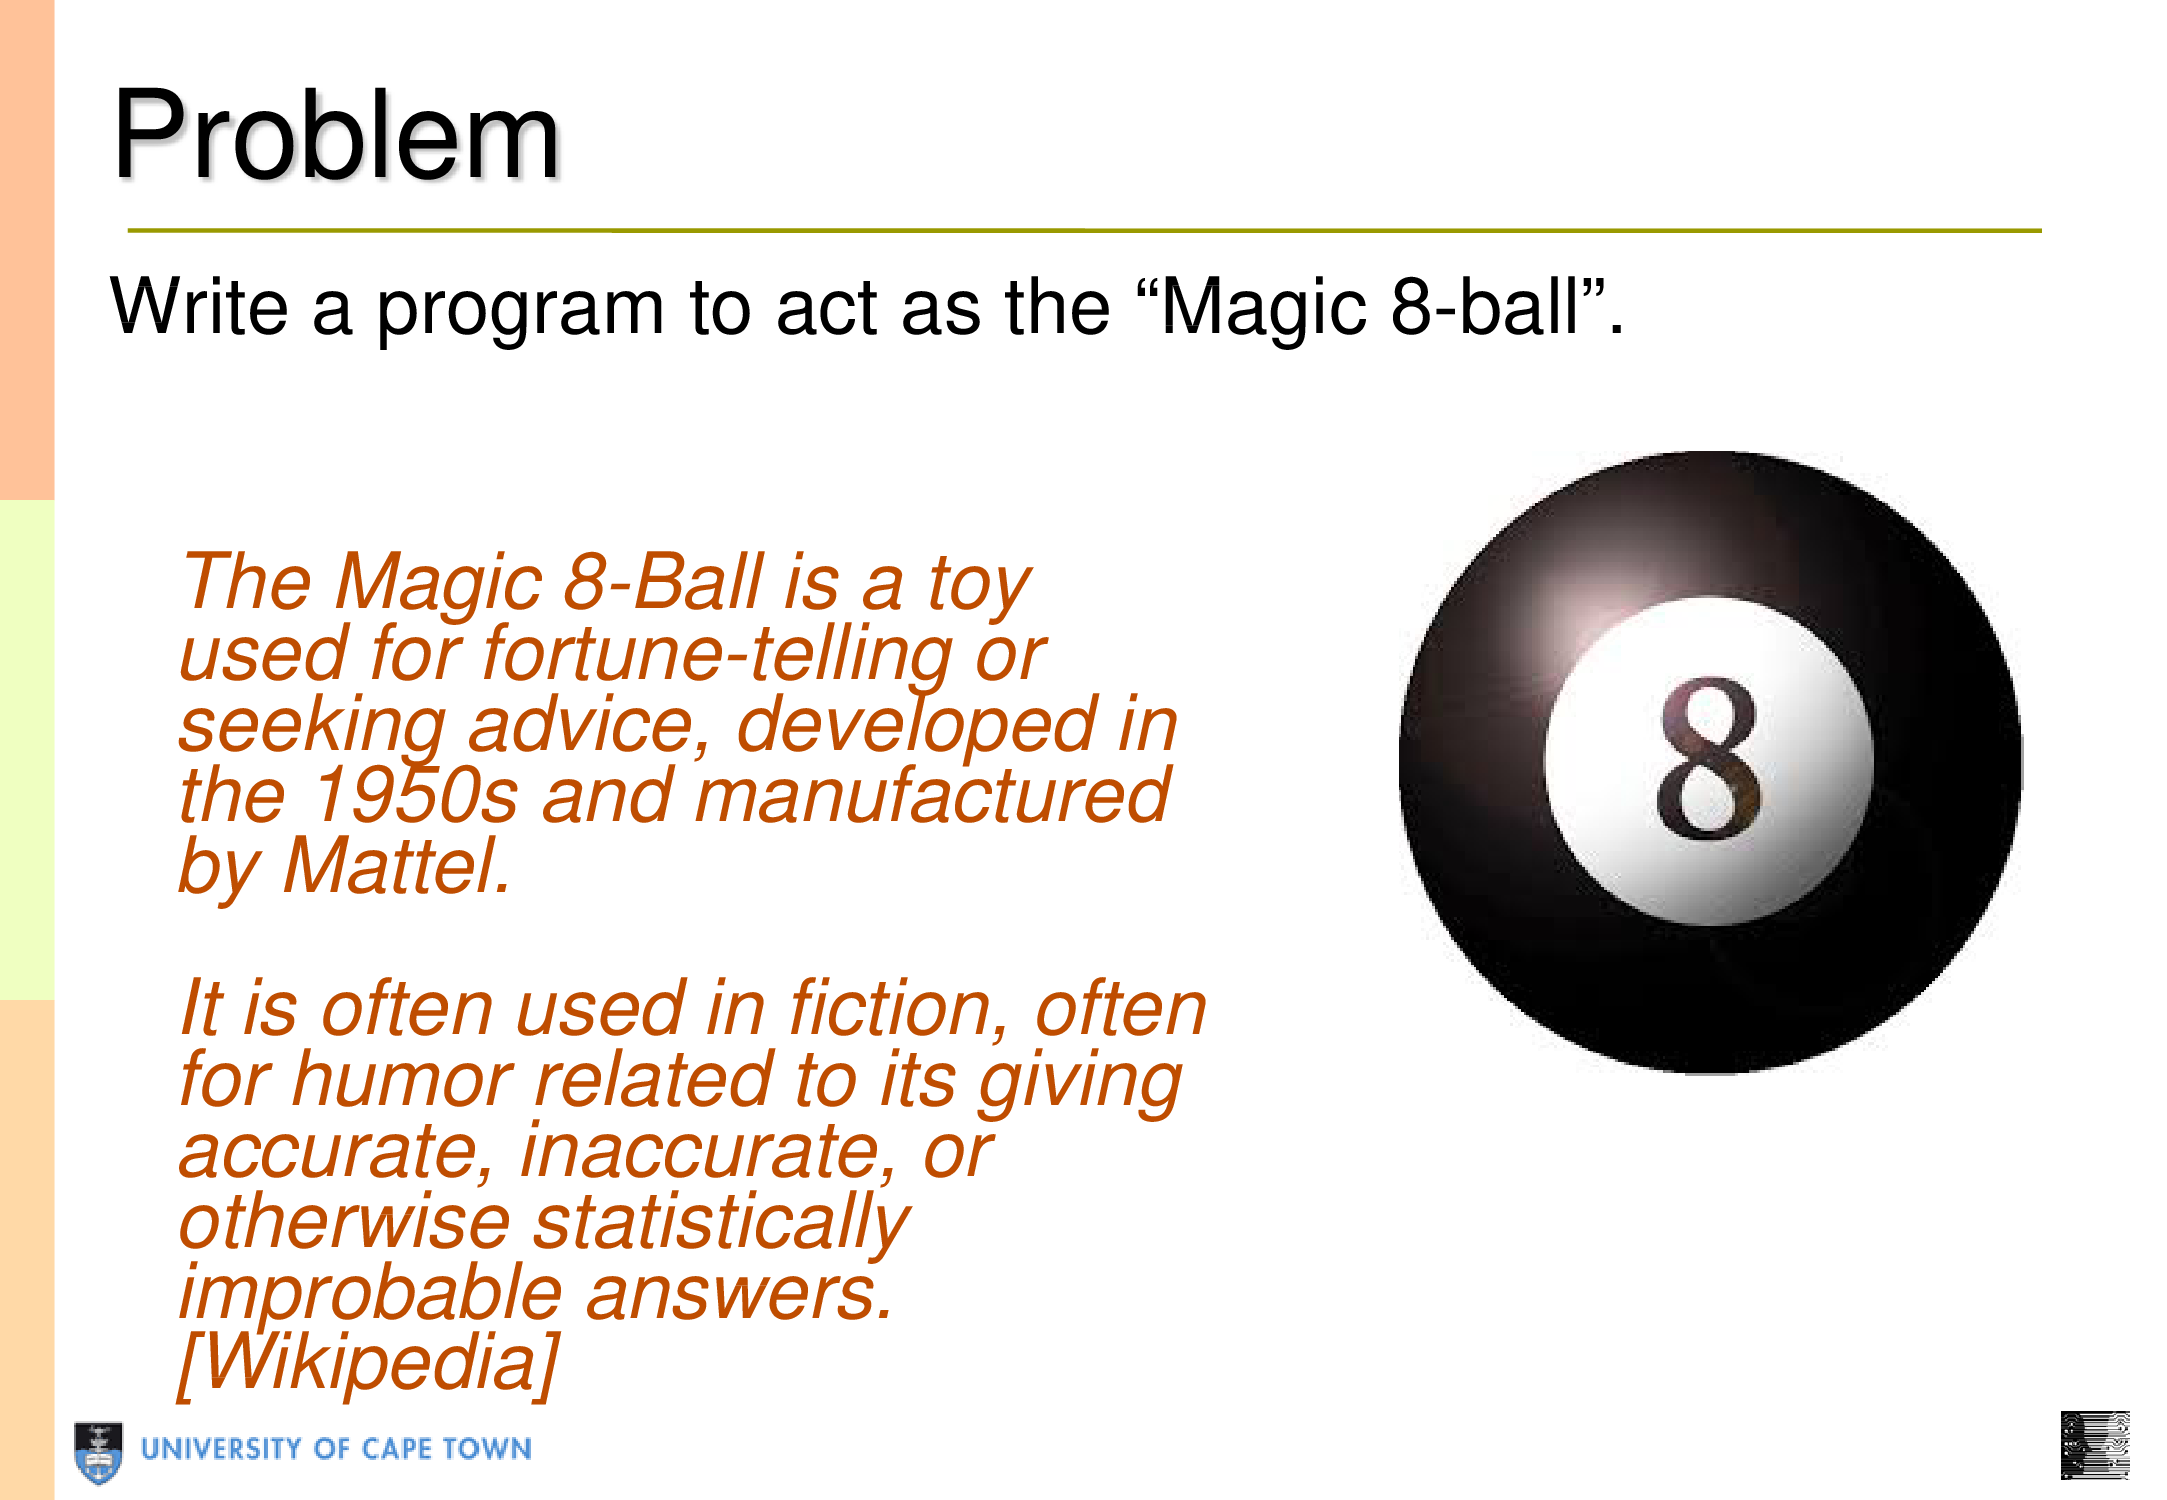 Problem
Write a program to act as the “Magic 8-ball”.
The Magic 8-Ball is a toy
used for fortune-telling or
seeking advice, developed in
the 1950s and manufactured
by Mattel.
It is often used in fiction, often
for humor related to its giving
accurate, inaccurate, or
otherwise statistically
improbable answers.
[Wikipedia]
8
UNIVERSITY OF CAPE TOWN